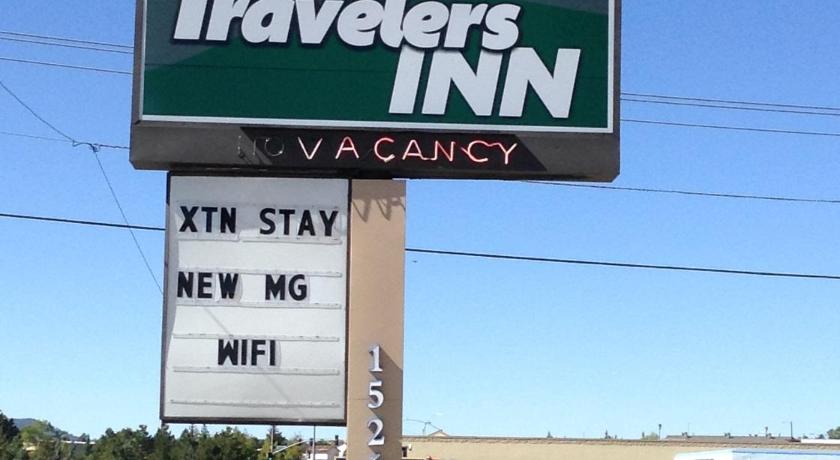 Travelers
INN
NO VACANCY
XTN STAY
NEW MG
WIFI
152